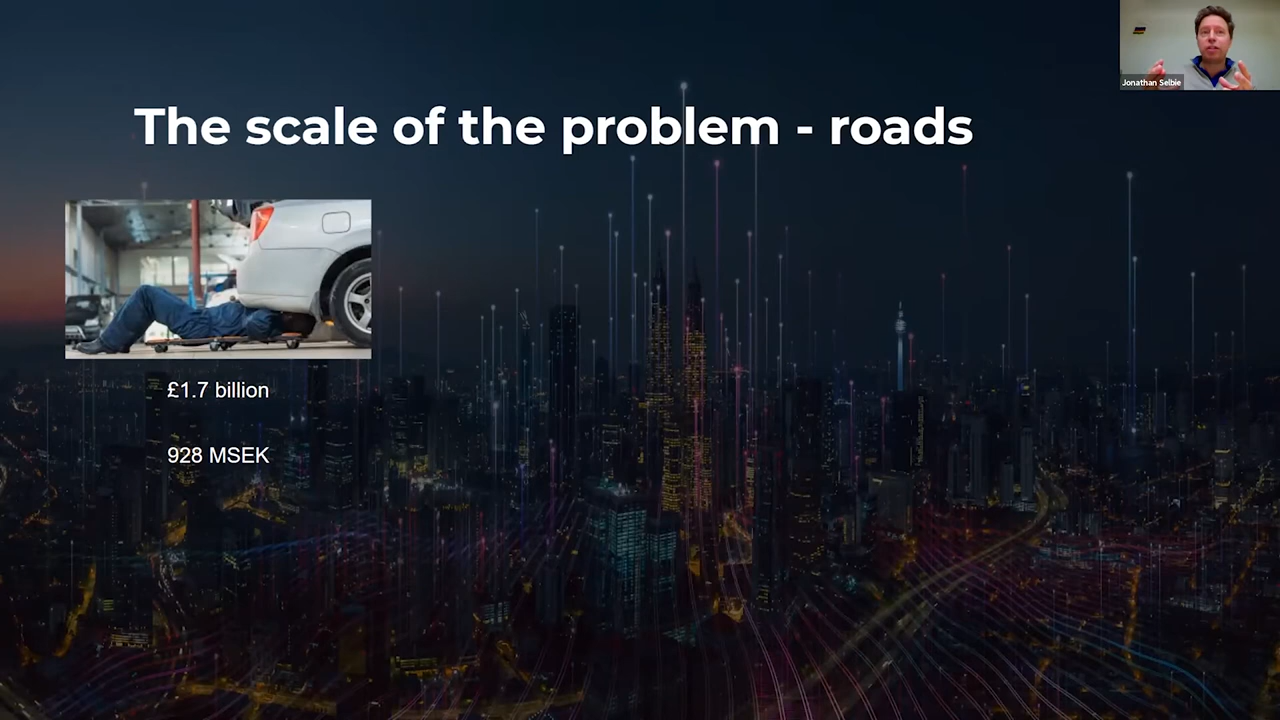 Jonathan Selbie
The scale of the problem - roads
£1.7 billion
928 MSEK